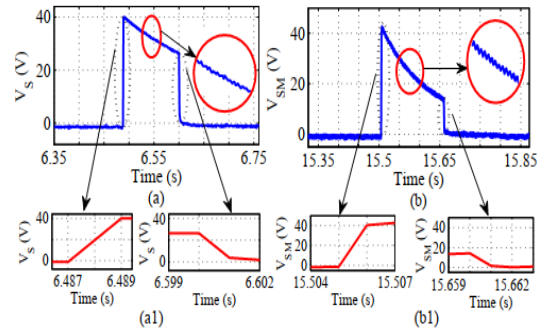 V_S (V)
40
20
0
6.35 6.55 6.75
Time (s)
(a)
V_SM (V)
40
20
0
15.35 15.5 15.65 15.85
Time (s)
(b)
V_S (V)
40
20
0
6.487 6.489
Time (s)
V_S (V)
40
20
0
6.599 6.602
Time (s)
(a1)
V_SM (V)
40
20
0
15.504 15.507
Time (s)
V_SM (V)
40
20
0
15.659 15.662
Time (s)
(b1)